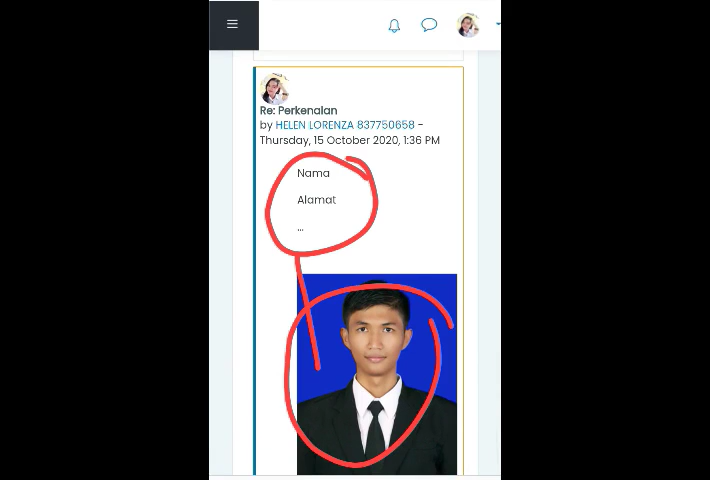 Re: Perkenalan
by HELEN LORENZA 837750658 -
Thursday, 15 October 2020, 1:36 PM
Nama
Alamat
...